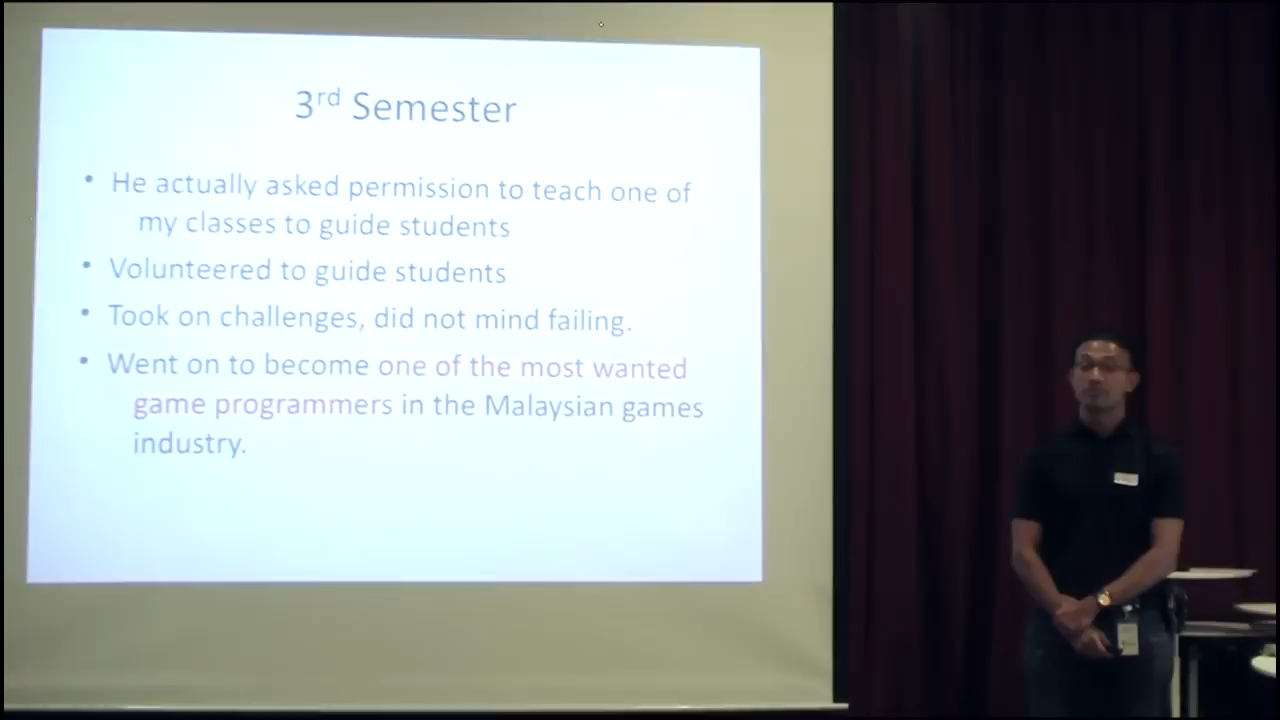 3rd Semester
• He actually asked permission to teach one of
my classes to guide students
• Volunteered to guide students
• Took on challenges, did not mind failing.
• Went on to become one of the most wanted
game programmers in the Malaysian games
industry.